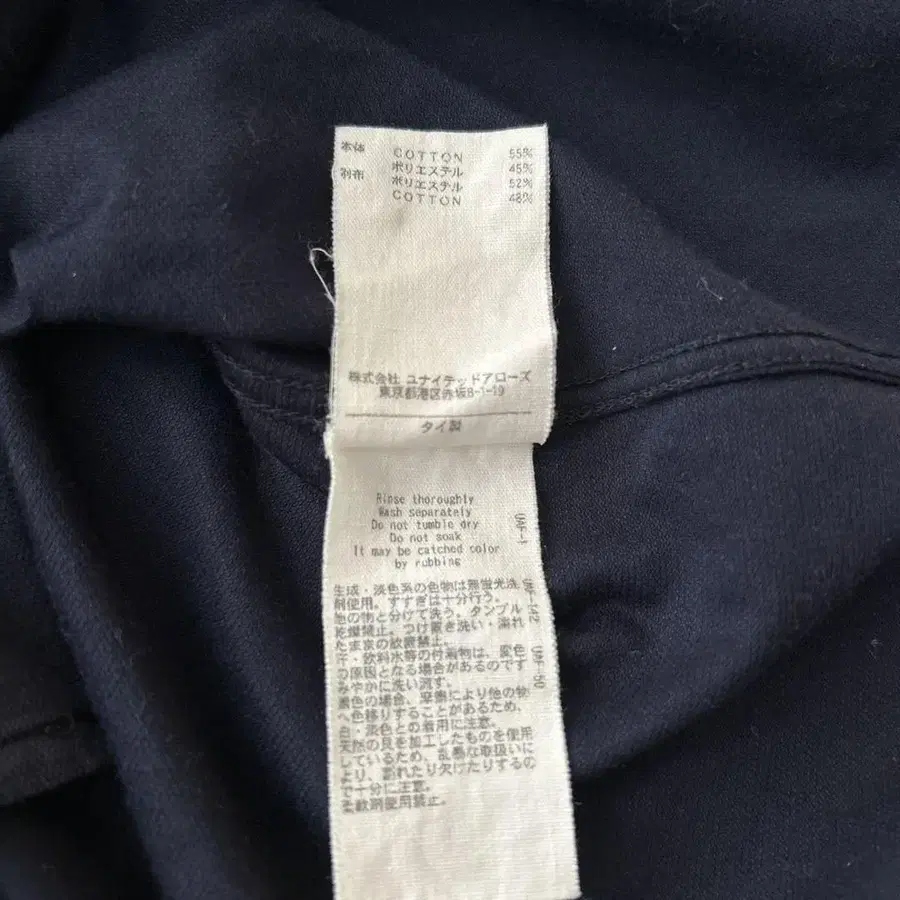 本体 COTTON 55%
ポリエステル 45%
別布 ポリエステル 52%
COTTON 48%
株式会社 ユナイテッドアローズ
東京都港区赤坂8-1-19
タイ製
Rinse thoroughly
Wash separately
Do not tumble dry
Do not soak
It may be catched color
by rubbing
UAF-1
生成・淡色系の色物は無蛍光洗
剤使用。すすぎは十分行う。
他の物と分けて洗う。タンブル
乾燥禁止。つけ置き洗い・濡れ
たままの放置禁止。
汗・飲料水等の付着物は、変色
の原因となる場合があるのです
みやかに洗い流す。
濃色の場合、摩擦により他の物
へ色移りすることがあるため、
白・淡色との着用に注意。
天然の貝を加工したものを使用
しているため、乱暴な取扱いに
より、割れたり欠けたりするの
で十分に注意。
柔軟剤使用禁止。